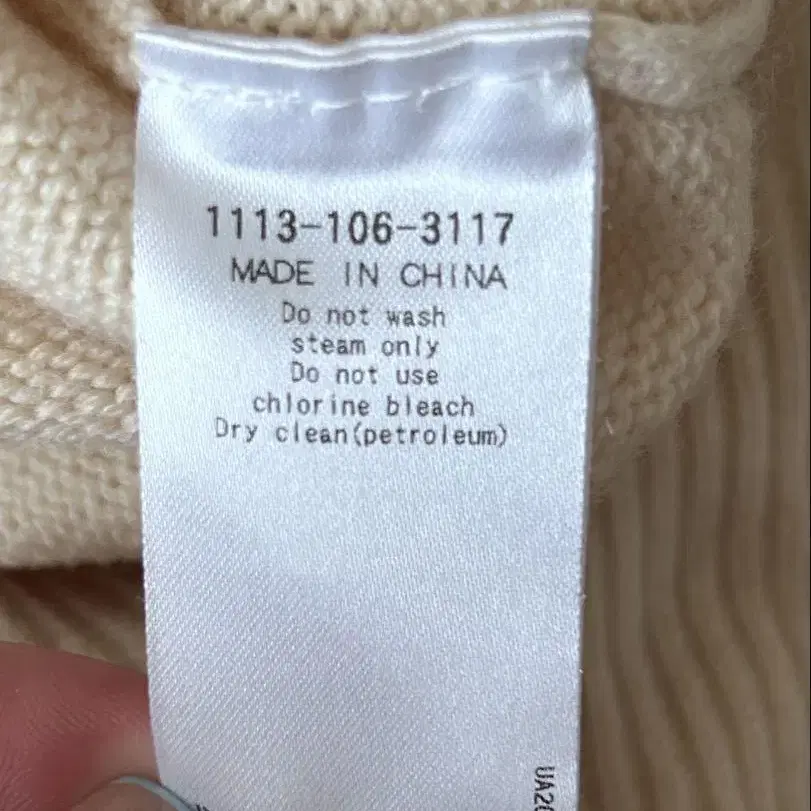 1113-106-3117
MADE IN CHINA
Do not wash
steam only
Do not use
chlorine bleach
Dry clean(petroleum)